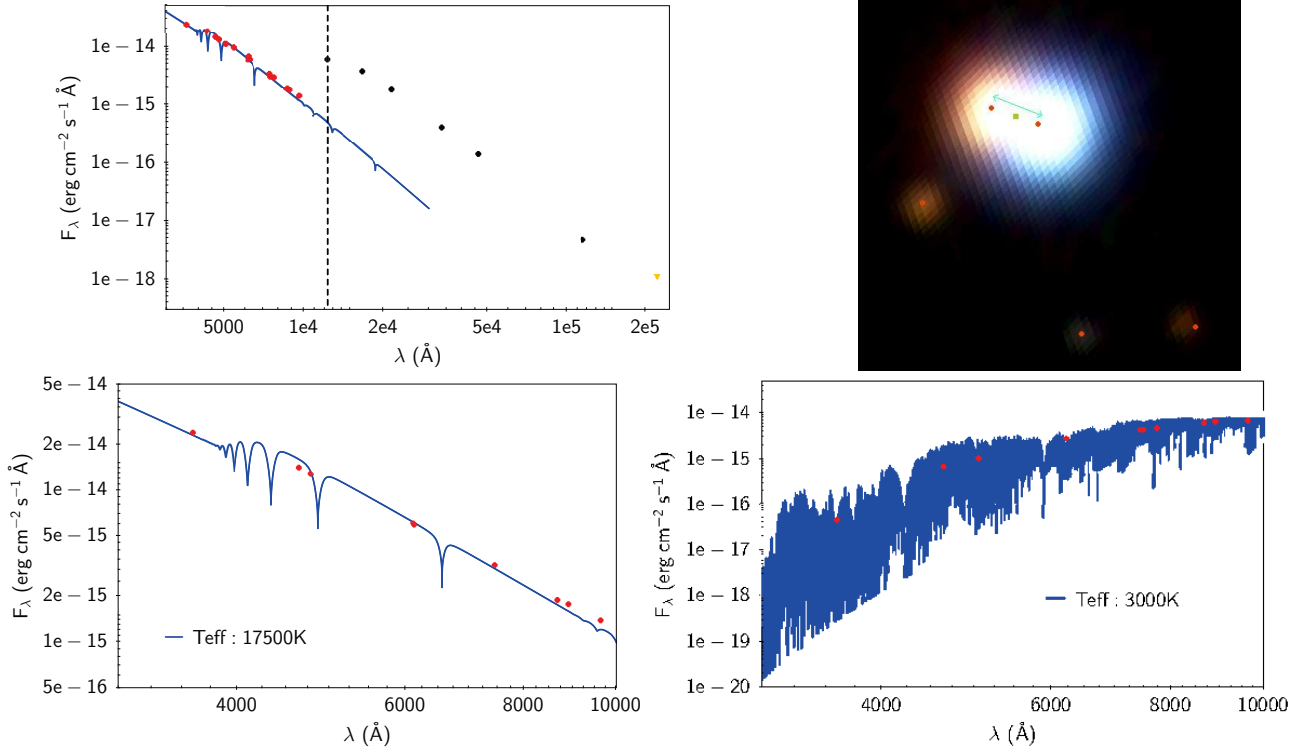 F_λ (erg cm⁻² s⁻¹ Å)
1e − 14
1e − 15
1e − 16
1e − 17
1e − 18
5000 1e4 2e4 5e4 1e5 2e5
λ (Å)
F_λ (erg cm⁻² s⁻¹ Å)
5e − 14
2e − 14
1e − 14
5e − 15
2e − 15
1e − 15
5e − 16
Teff : 17500K
4000 6000 8000 10000
λ (Å)
F_λ (erg cm⁻² s⁻¹ Å)
1e − 14
1e − 15
1e − 16
1e − 17
1e − 18
1e − 19
1e − 20
Teff : 3000K
4000 6000 8000 10000
λ (Å)